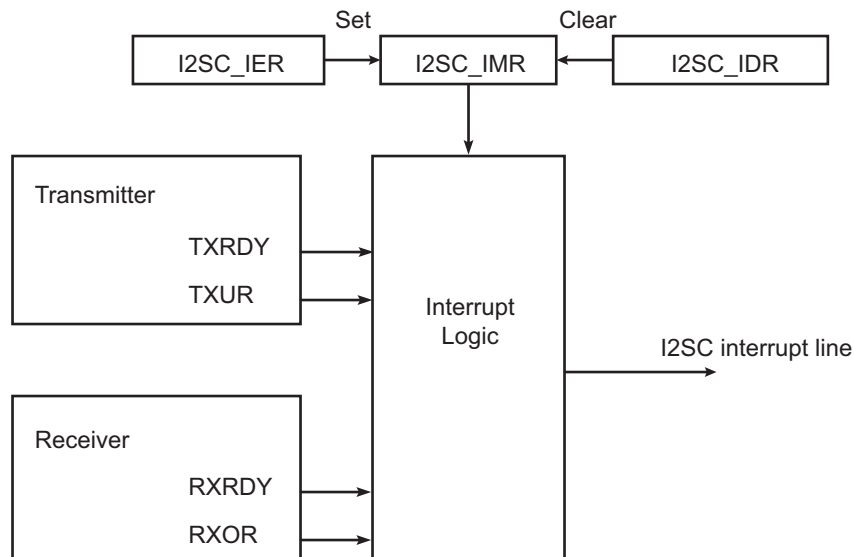 Set
Clear
I2SC_IER
I2SC_IMR
I2SC_IDR
Transmitter
TXRDY
TXUR
Interrupt
Logic
I2SC interrupt line
Receiver
RXRDY
RXOR